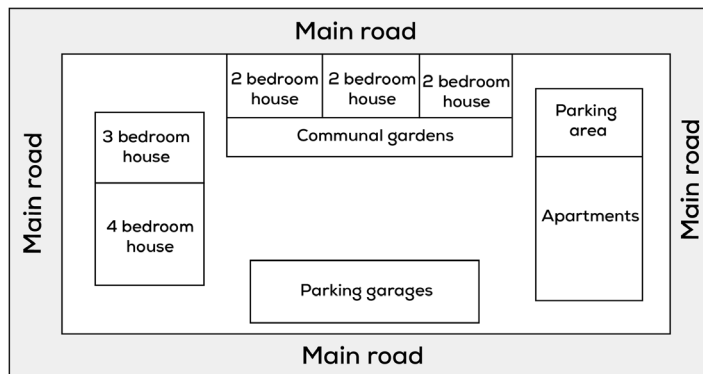 Main road
Main road
2 bedroom
house
2 bedroom
house
2 bedroom
house
Communal gardens
3 bedroom
house
4 bedroom
house
Parking
area
Apartments
Main road
Parking garages
Main road